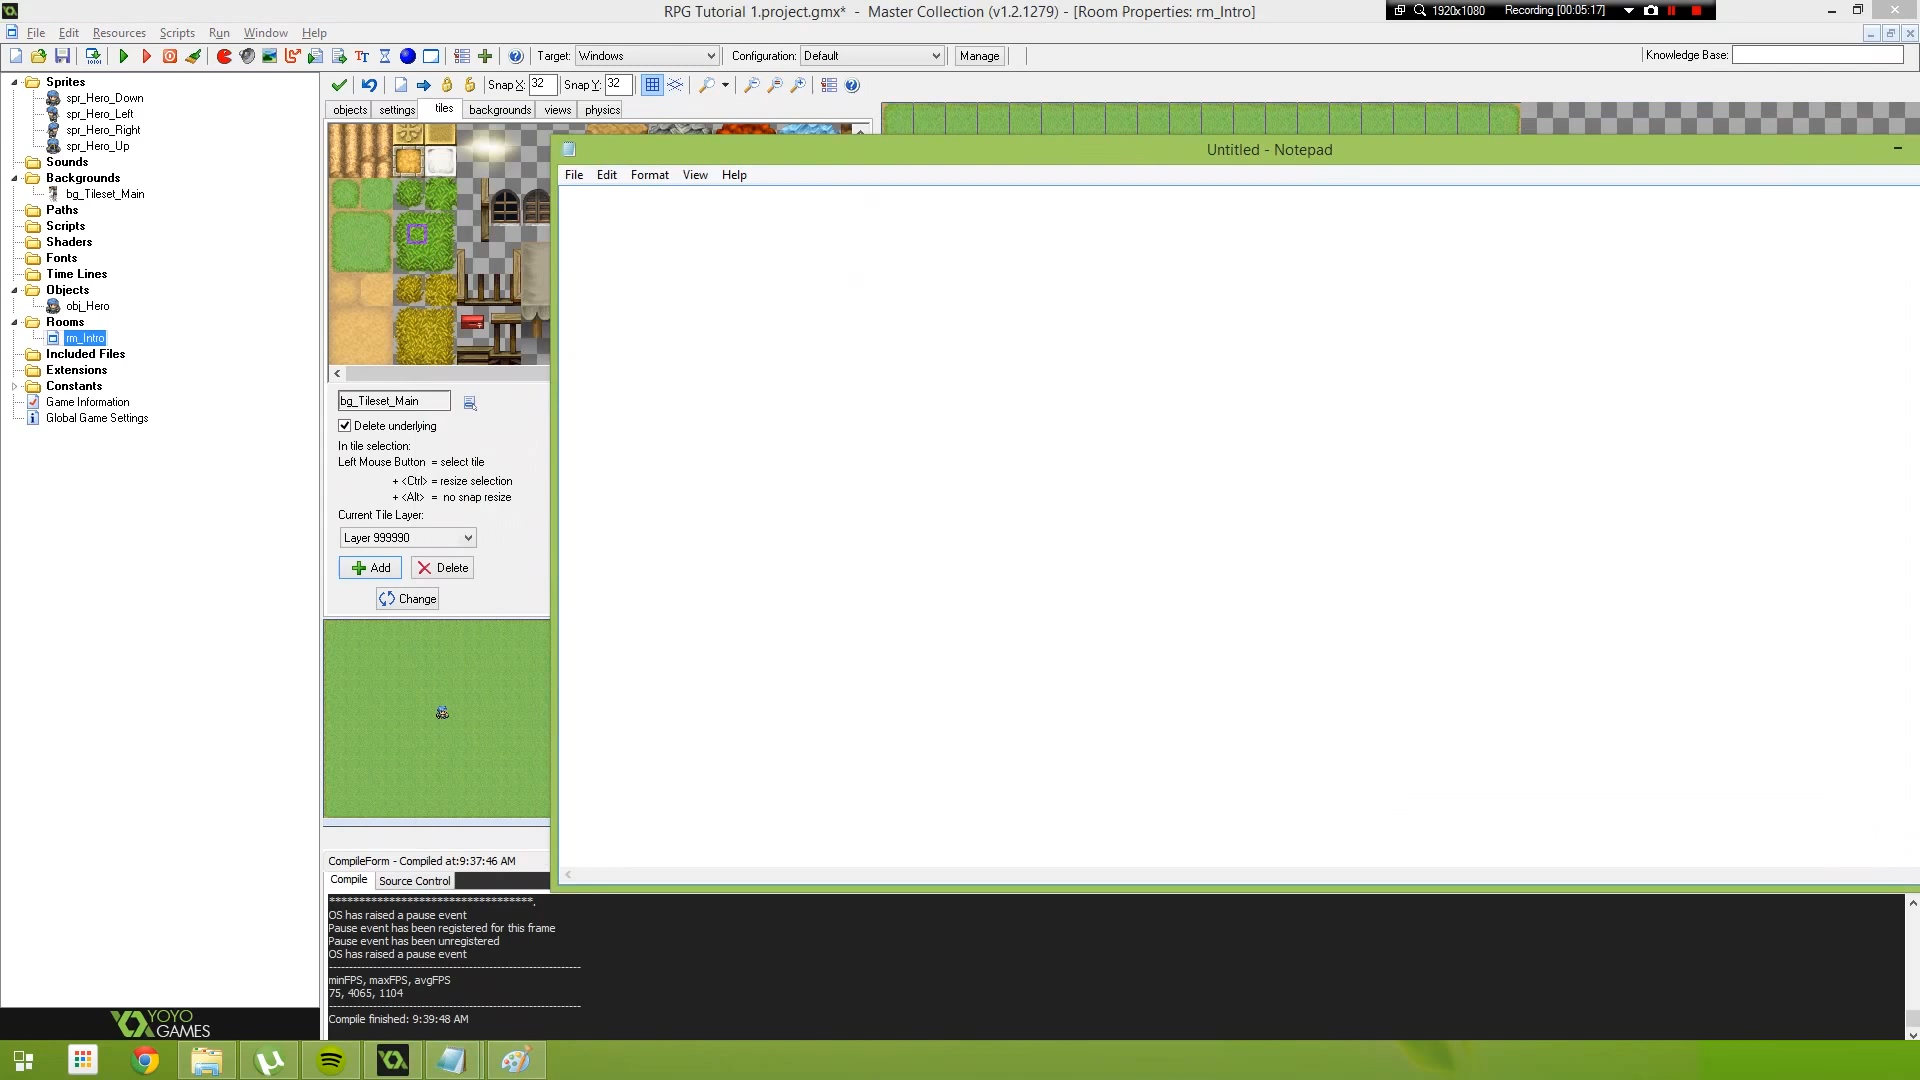 RPG Tutorial 1.project.gmx* - Master Collection (v1.2.1279) - [Room Properties: rm_Intro]
1920x1080 Recording [00:05:17]
File Edit Resources Scripts Run Window Help
Target: Windows Configuration: Default Manage Knowledge Base:
Snap X: 32 Snap Y: 32
objects settings tiles backgrounds views physics
Sprites
spr_Hero_Down
spr_Hero_Left
spr_Hero_Right
spr_Hero_Up
Sounds
Backgrounds
bg_Tileset_Main
Paths
Scripts
Shaders
Fonts
Time Lines
Objects
obj_Hero
Rooms
rm_Intro
Included Files
Extensions
Constants
Game Information
Global Game Settings
YOYO
GAMES
bg_Tileset_Main
Delete underlying
In tile selection:
Left Mouse Button = select tile
+ <Ctrl> = resize selection
+ <Alt> = no snap resize
Current Tile Layer:
Layer 999990
Add Delete
Change
Untitled - Notepad
File Edit Format View Help
CompileForm - Compiled at:9:37:46 AM
Compile Source Control
***********************************.
OS has raised a pause event
Pause event has been registered for this frame
Pause event has been unregistered
OS has raised a pause event
---------------------------------------------------------------
minFPS, maxFPS, avgFPS
75, 4065, 1104
---------------------------------------------------------------
Compile finished: 9:39:48 AM